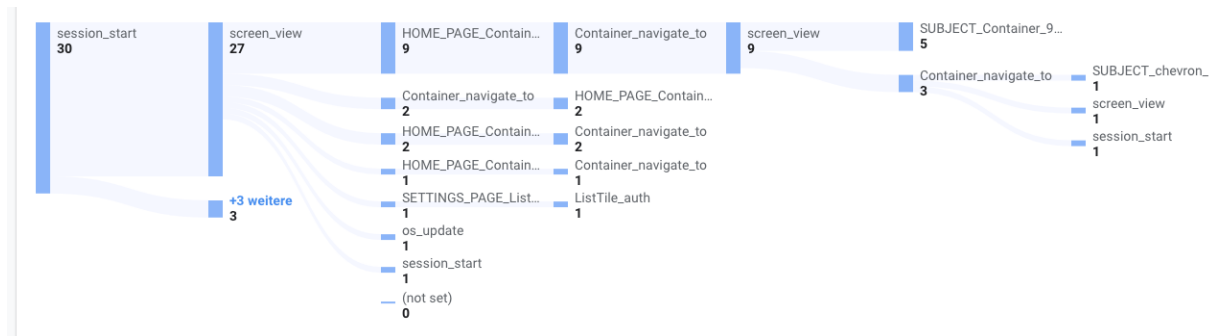 session_start
30
screen_view
27
+3 weitere
3
HOME_PAGE_Contain...
9
Container_navigate_to
2
HOME_PAGE_Contain...
2
HOME_PAGE_Contain...
1
SETTINGS_PAGE_List...
1
os_update
1
session_start
1
(not set)
0
Container_navigate_to
9
HOME_PAGE_Contain...
2
Container_navigate_to
2
Container_navigate_to
1
ListTile_auth
1
screen_view
9
SUBJECT_Container_9...
5
Container_navigate_to
3
SUBJECT_chevron_
1
screen_view
1
session_start
1